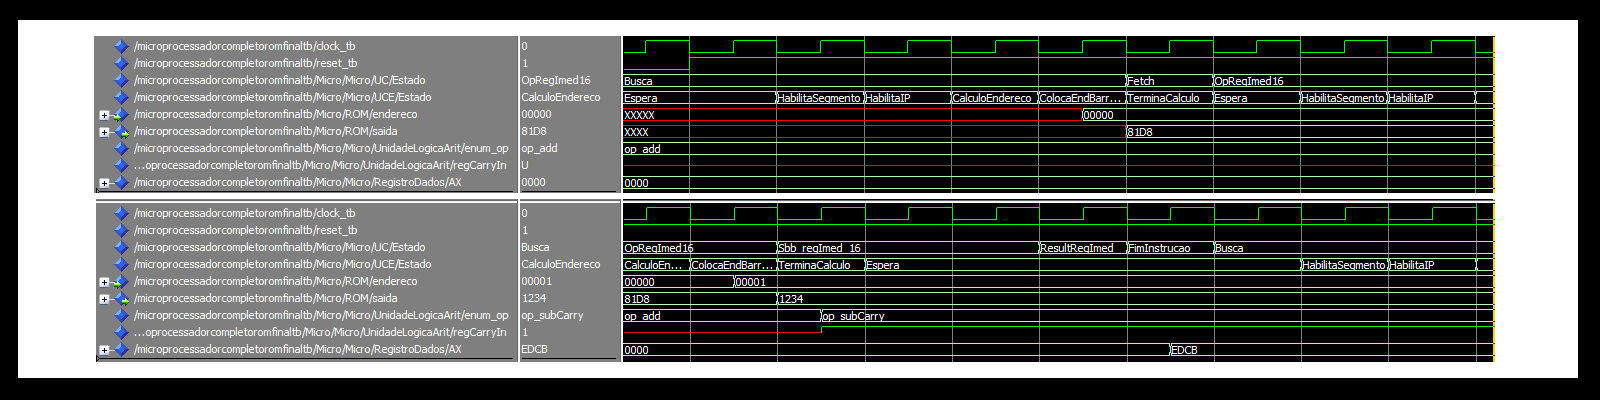 /microprocessadorcompletoromfinaltb/clock_tb 0
/microprocessadorcompletoromfinaltb/reset_tb 1
/microprocessadorcompletoromfinaltb/Micro/Micro/UC/Estado OpRegImed16 Busca Fetch OpRegImed16
/microprocessadorcompletoromfinaltb/Micro/Micro/UCE/Estado CalculoEndereco Espera HabilitaSegmento HabilitaIP CalculoEndereco ColocaEndBarr... TerminaCalculo Espera HabilitaSegmento HabilitaIP
/microprocessadorcompletoromfinaltb/Micro/ROM/endereco 00000 XXXXX 00000
/microprocessadorcompletoromfinaltb/Micro/ROM/saida 81D8 XXXX 81D8
/microprocessadorcompletoromfinaltb/Micro/Micro/UnidadeLogicaArit/enum_op op_add op_add
...oprocessadorcompletoromfinaltb/Micro/Micro/UnidadeLogicaArit/regCarryIn U
/microprocessadorcompletoromfinaltb/Micro/Micro/RegistroDados/AX 0000 0000
/microprocessadorcompletoromfinaltb/clock_tb 0
/microprocessadorcompletoromfinaltb/reset_tb 1
/microprocessadorcompletoromfinaltb/Micro/Micro/UC/Estado Busca OpRegImed16 Sbb_regImed_16 ResultRegImed FimInstrucao Busca
/microprocessadorcompletoromfinaltb/Micro/Micro/UCE/Estado CalculoEndereco CalculoEn... ColocaEndBarr... TerminaCalculo Espera HabilitaSegmento HabilitaIP
/microprocessadorcompletoromfinaltb/Micro/ROM/endereco 00001 00000 00001
/microprocessadorcompletoromfinaltb/Micro/ROM/saida 1234 81D8 1234
/microprocessadorcompletoromfinaltb/Micro/Micro/UnidadeLogicaArit/enum_op op_subCarry op_add op_subCarry
...oprocessadorcompletoromfinaltb/Micro/Micro/UnidadeLogicaArit/regCarryIn 1
/microprocessadorcompletoromfinaltb/Micro/Micro/RegistroDados/AX EDCB 0000 EDCB